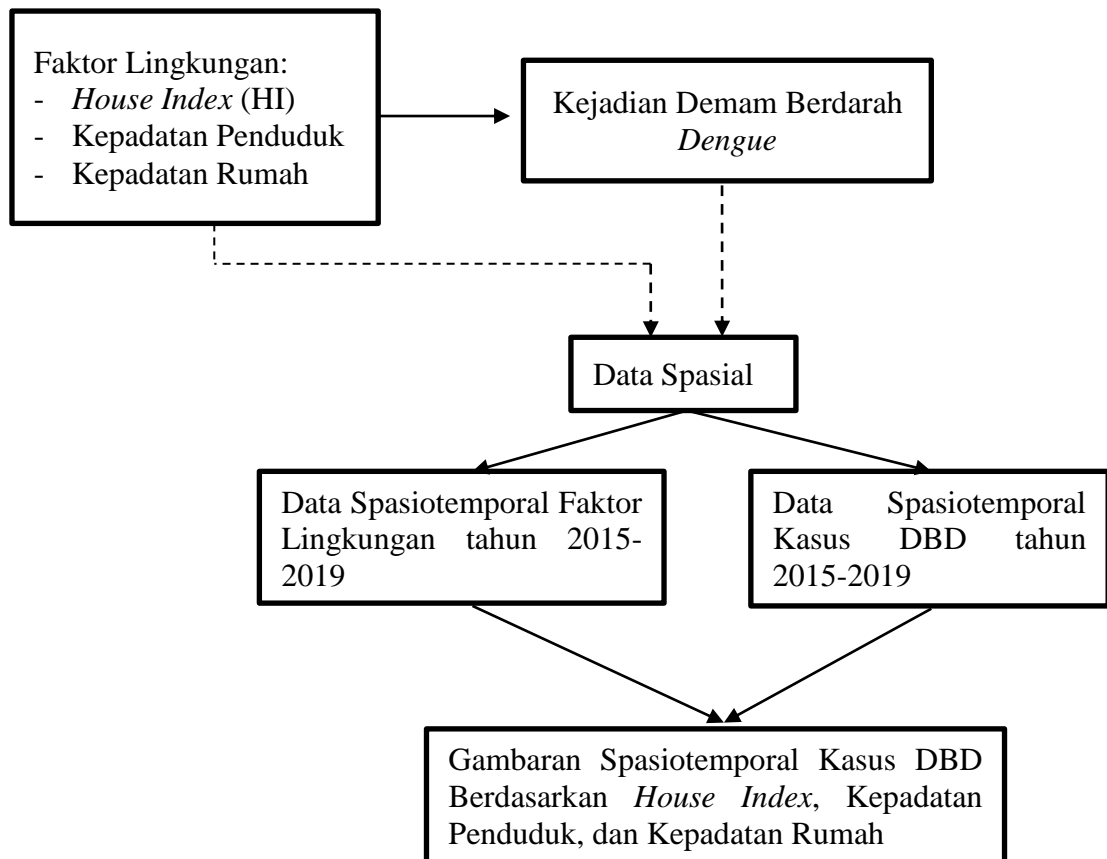 Faktor Lingkungan:
- House Index (HI)
- Kepadatan Penduduk
- Kepadatan Rumah
Kejadian Demam Berdarah
Dengue
Data Spasial
Data Spasiotemporal Faktor
Lingkungan tahun 2015-
2019
Data Spasiotemporal
Kasus DBD tahun
2015-2019
Gambaran Spasiotemporal Kasus DBD
Berdasarkan House Index, Kepadatan
Penduduk, dan Kepadatan Rumah